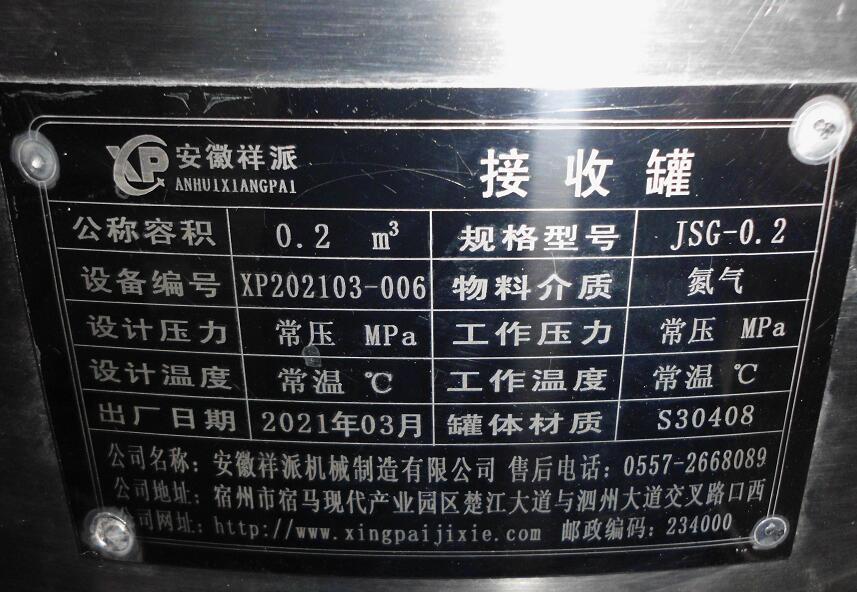 XP 安徽祥派
ANHUIXIANGPAI
接收罐
公称容积 0.2 m³ 规格型号 JSG-0.2
设备编号 XP202103-006 物料介质 氮气
设计压力 常压 MPa 工作压力 常压 MPa
设计温度 常温 ℃ 工作温度 常温 ℃
出厂日期 2021年03月 罐体材质 S30408
公司名称: 安徽祥派机械制造有限公司 售后电话: 0557-2668089
公司地址: 宿州市宿马现代产业园区楚江大道与泗州大道交叉路口西
公司网址: http://www.xingpaijixie.com 邮政编码: 234000